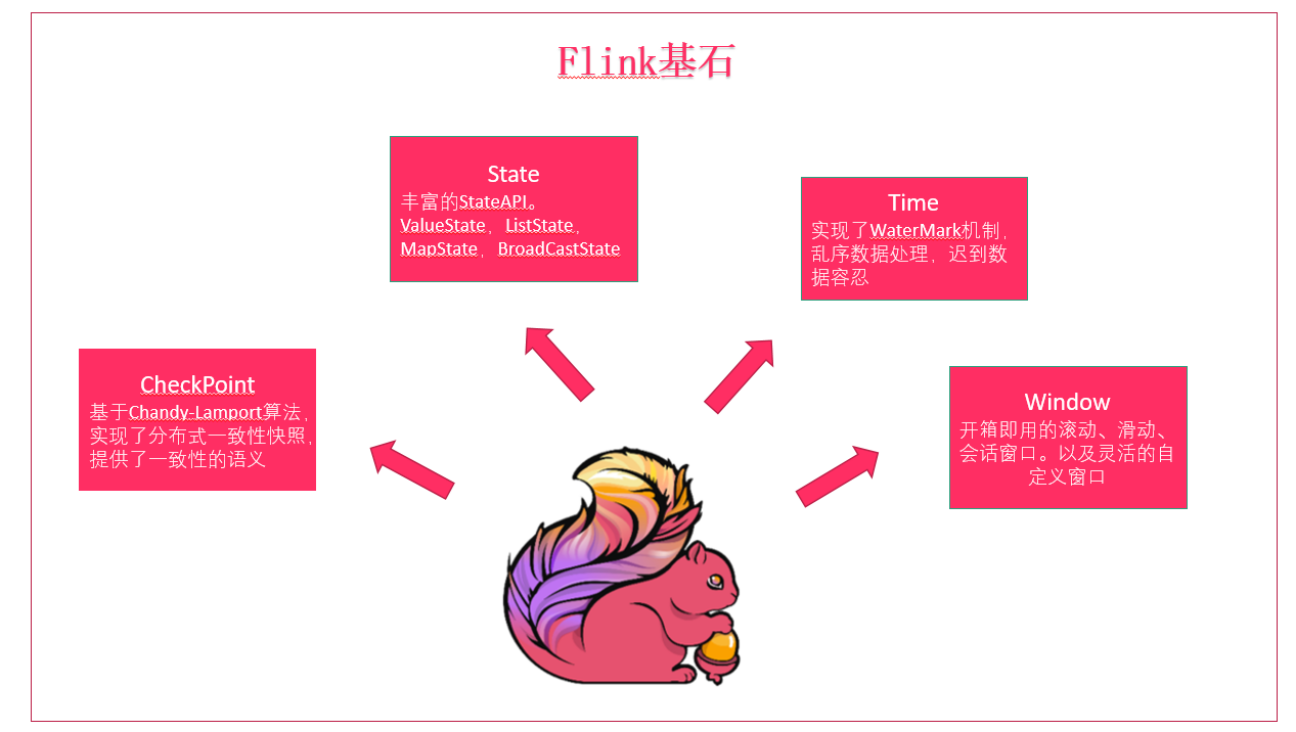 Flink基石
State
丰富的StateAPI。
ValueState，ListState，
MapState，BroadCastState
Time
实现了WaterMark机制，
乱序数据处理，迟到数
据容忍
CheckPoint
基于Chandy-Lamport算法，
实现了分布式一致性快照，
提供了一致性的语义
Window
开箱即用的滚动、滑动、
会话窗口。以及灵活的自
定义窗口